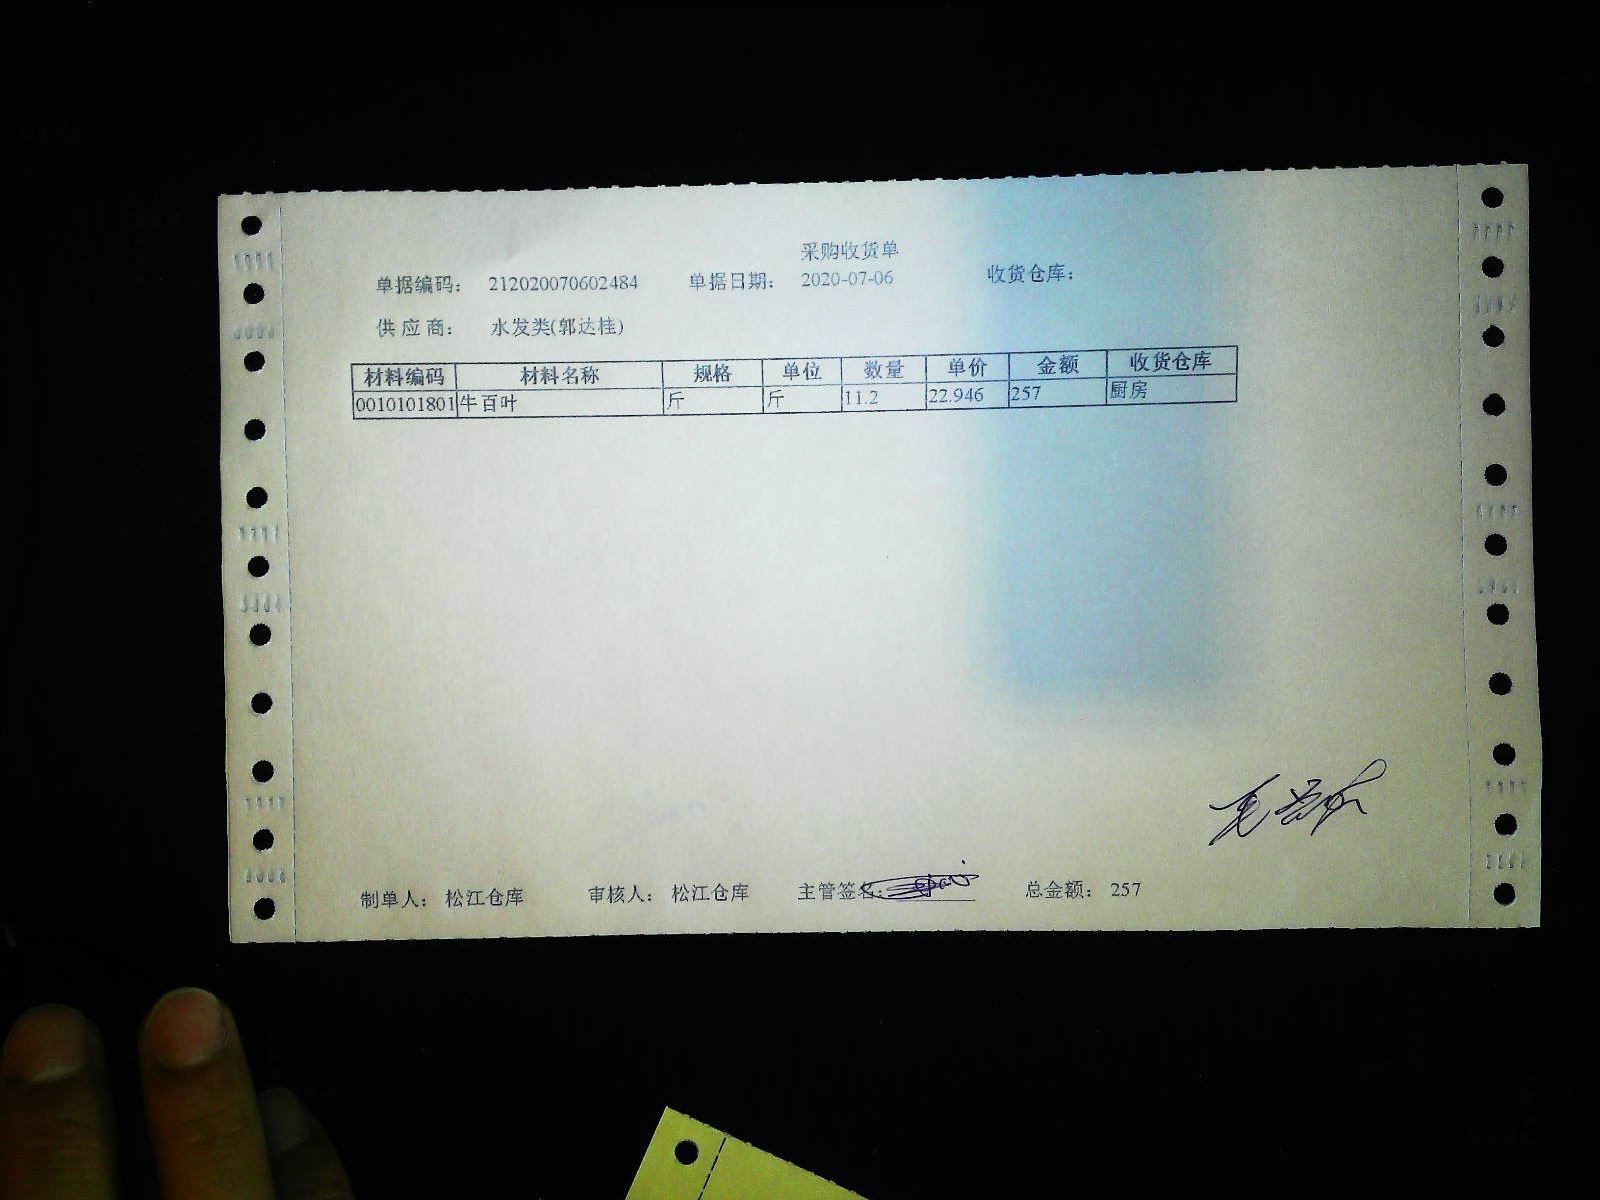 采购收货单
单据编码： 212020070602484 单据日期： 2020-07-06 收货仓库：
供应商： 水发类(郭达桂)
材料编码 材料名称 规格 单位 数量 单价 金额 收货仓库
0010101801 牛百叶 斤 斤 11.2 22.946 257 厨房
制单人： 松江仓库 审核人： 松江仓库 主管签名： 总金额： 257